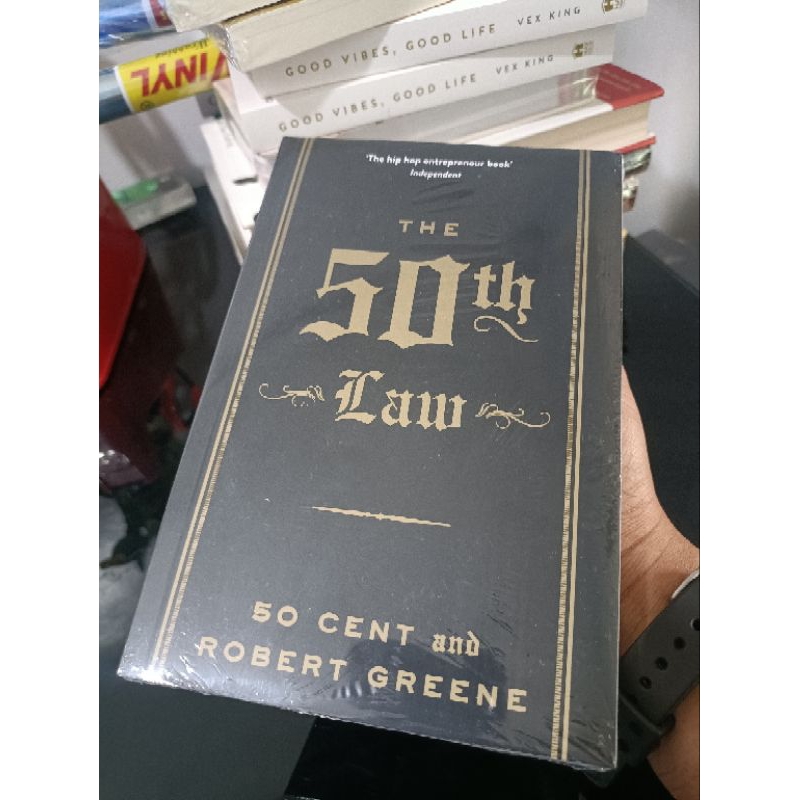 GOOD VIBES, GOOD LIFE VEX KING
GOOD VIBES, GOOD LIFE VEX KING
VINYL
'The hip hop entrepreneur book'
Independent
THE
50th
Law
50 CENT and
ROBERT GREENE